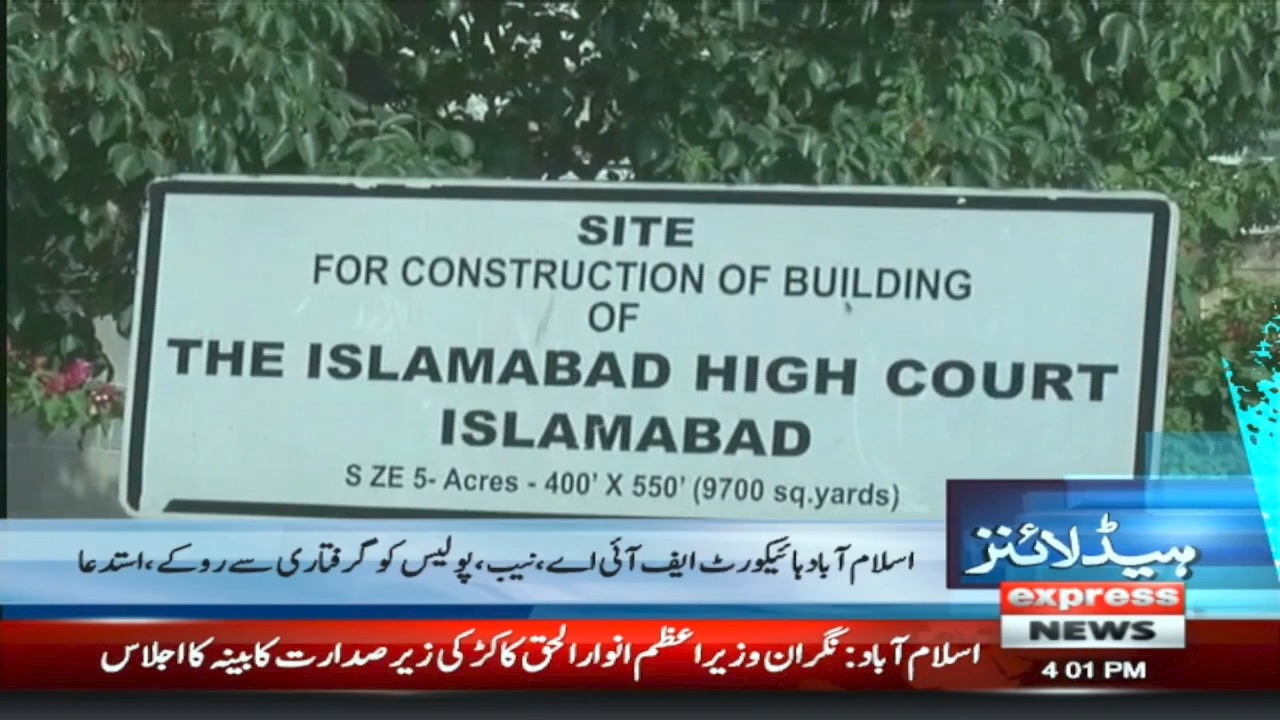 SITE
FOR CONSTRUCTION OF BUILDING
OF
THE ISLAMABAD HIGH COURT
ISLAMABAD
S ZE 5- Acres - 400' X 550' (9700 sq.yards)
ہیڈلائنز
اسلام آباد ہائیکورٹ ایف آئی اے، نیب، پولیس کو گرفتاری سے روکے، استدعا
express
NEWS
اسلام آباد: نگران وزیراعظم انوارالحق کاکڑ کی زیر صدارت کابینہ کا اجلاس
4:01 PM